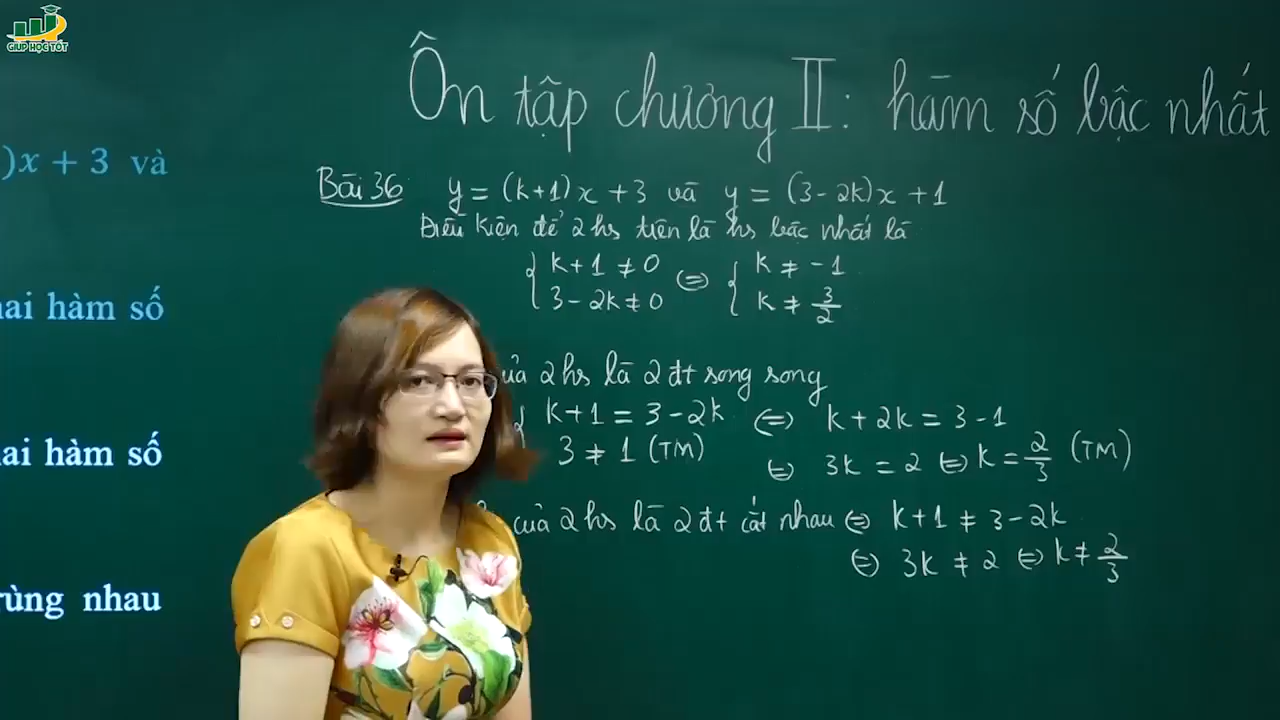 GIUP HỌC TỐT
Ôn tập chương II: hàm số bậc nhất
)x + 3 và
hai hàm số
hai hàm số
trùng nhau
Bài 36 y = (k+1)x + 3 và y = (3 - 2k)x + 1
Điều kiện để 2 hs trên là hs bậc nhất là
{ k + 1 ≠ 0 ⇔ { k ≠ -1
3 - 2k ≠ 0 k ≠ 3/2
của 2 hs là 2 đt song song
{ k + 1 = 3 - 2k ⇔ k + 2k = 3 - 1
3 ≠ 1 (TM) ⇔ 3k = 2 ⇔ k = 2/3 (TM)
của 2 hs là 2 đt cắt nhau ⇔ k + 1 ≠ 3 - 2k
⇔ 3k ≠ 2 ⇔ k ≠ 2/3